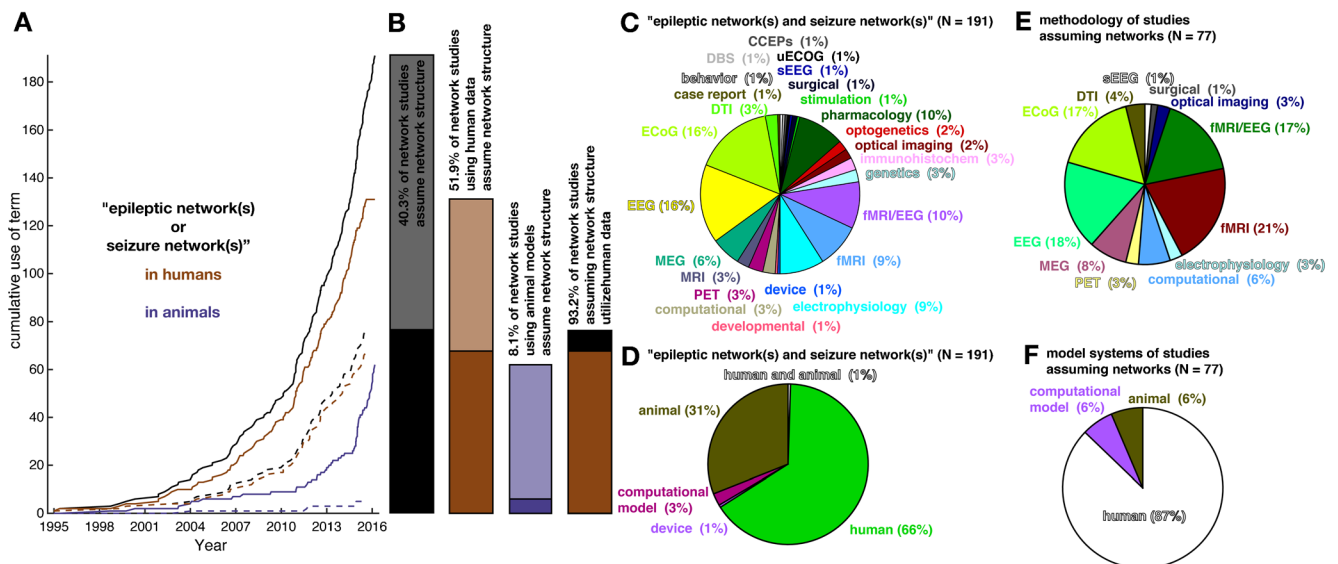 A
180
160
140
120
100
80
60
40
20
0
cumulative use of term
"epileptic network(s)
or
seizure network(s)”
in humans
in animals
1995
1998
2001
2004
2007
2010
2013
2016
Year
B
40.3% of network studies
assume network structure
51.9% of network studies
using human data
assume network structure
8.1% of network studies
using animal models
assume network structure
93.2% of network studies
assuming network structure
utilizehuman data
C
"epileptic network(s) and seizure network(s)" (N = 191)
CCEPs (1%)
DBS (1%)
uECOG (1%)
sEEG (1%)
behavior (1%)
surgical (1%)
case report (1%)
stimulation (1%)
DTI (3%)
pharmacology (10%)
ECoG (16%)
optogenetics (2%)
optical imaging (2%)
immunohistochem (3%)
genetics (3%)
EEG (16%)
fMRI/EEG (10%)
MEG (6%)
fMRI (9%)
MRI (3%)
PET (3%)
device (1%)
computational (3%)
electrophysiology (9%)
developmental (1%)
D
"epileptic network(s) and seizure network(s)" (N = 191)
human and animal (1%)
animal (31%)
computational
model (3%)
device (1%)
human (66%)
E
methodology of studies
assuming networks (N = 77)
sEEG (1%)
surgical (1%)
DTI (4%)
optical imaging (3%)
ECoG (17%)
fMRI/EEG (17%)
EEG (18%)
fMRI (21%)
MEG (8%)
electrophysiology (3%)
PET (3%)
computational (6%)
F
model systems of studies
assuming networks (N = 77)
computational
model (6%)
animal (6%)
human (87%)